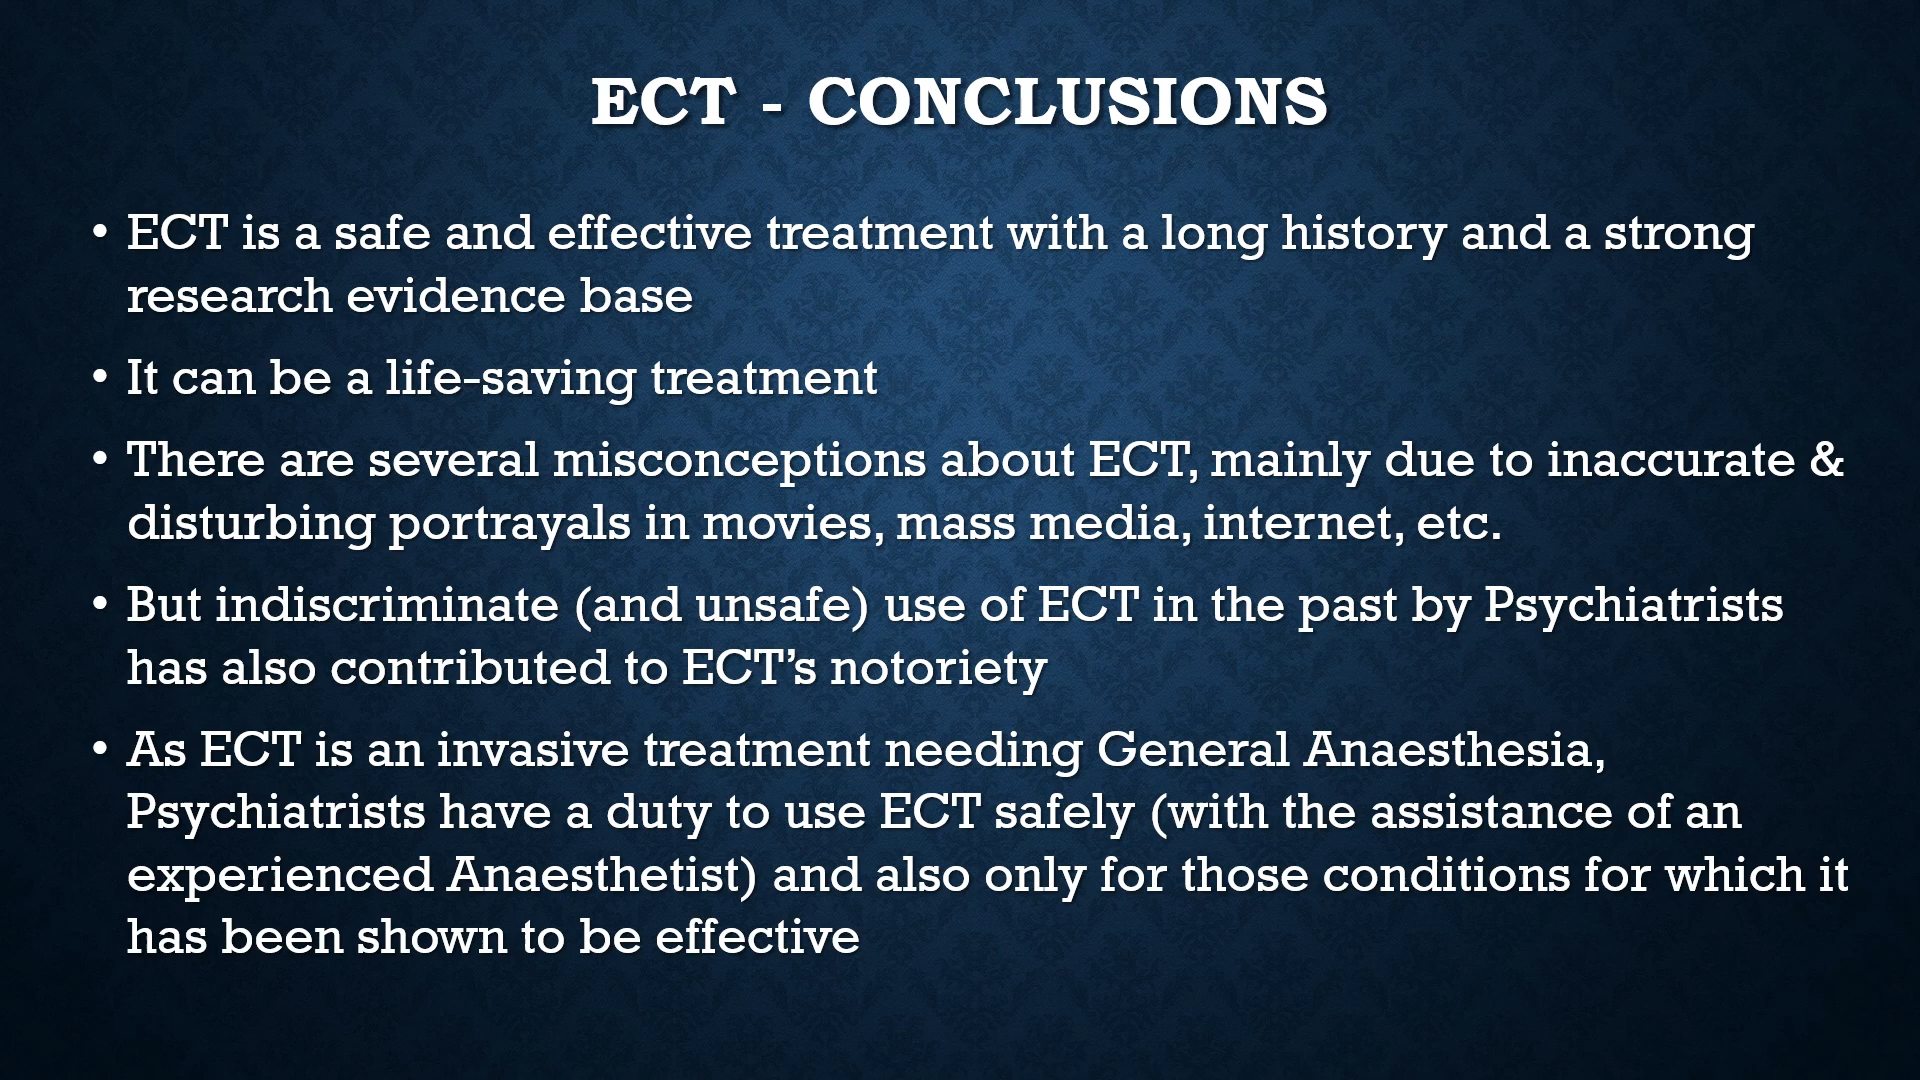 ECT - CONCLUSIONS
• ECT is a safe and effective treatment with a long history and a strong
research evidence base
• It can be a life-saving treatment
• There are several misconceptions about ECT, mainly due to inaccurate &
disturbing portrayals in movies, mass media, internet, etc.
• But indiscriminate (and unsafe) use of ECT in the past by Psychiatrists
has also contributed to ECT’s notoriety
• As ECT is an invasive treatment needing General Anaesthesia,
Psychiatrists have a duty to use ECT safely (with the assistance of an
experienced Anaesthetist) and also only for those conditions for which it
has been shown to be effective